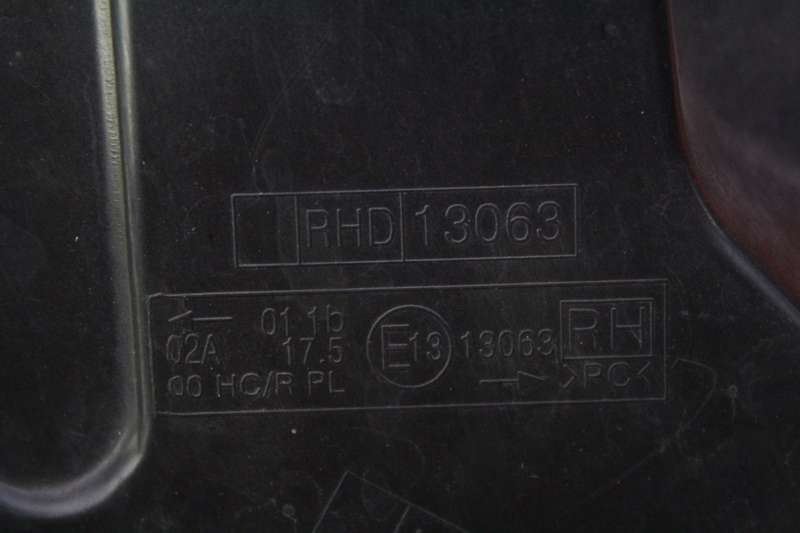 RHD 13063
← 01 1b
02A 17.5 E13 13063 RH
00 HC/R PL → >PC<